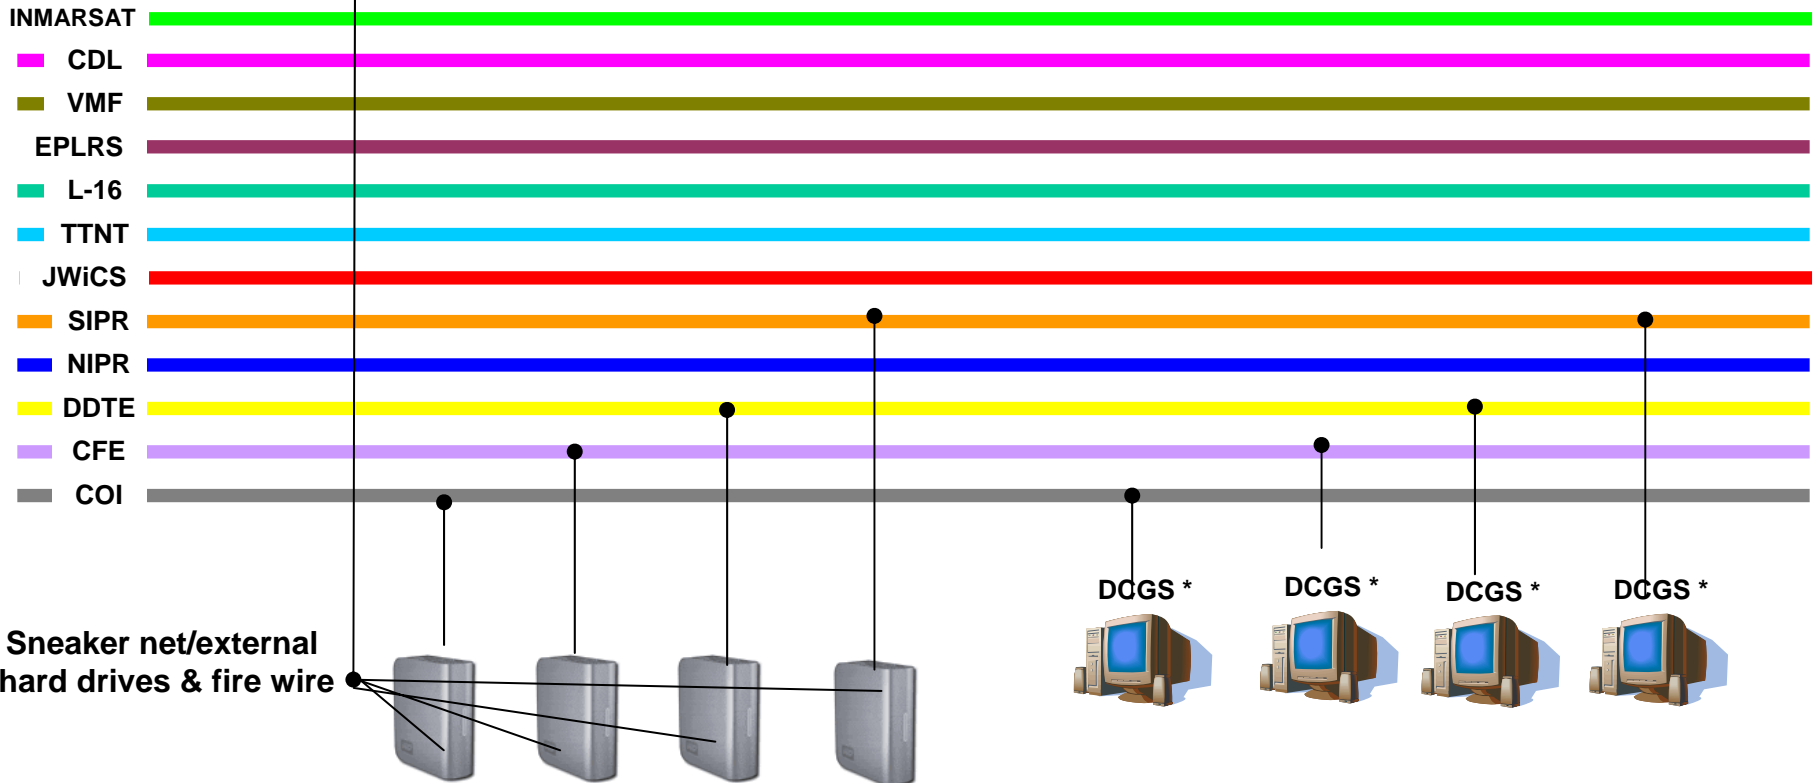 INMARSAT
CDL
VMF
EPLRS
L-16
TTNT
JWiCS
SIPR
NIPR
DDTE
CFE
COI
DCGS *
DCGS *
DCGS *
DCGS *
Sneaker net/external
hard drives & fire wire